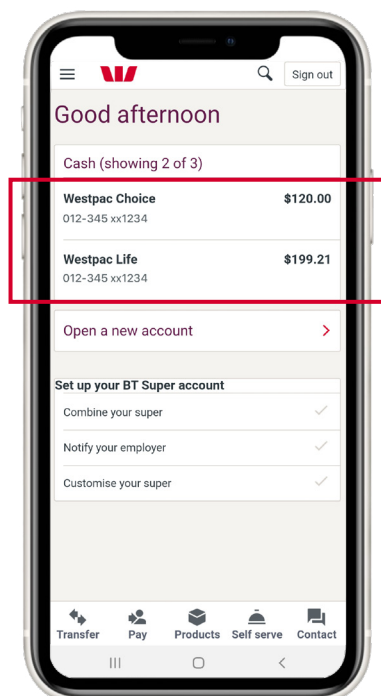 Sign out
Good afternoon
Cash (showing 2 of 3)
Westpac Choice $120.00
012-345 xx1234
Westpac Life $199.21
012-345 xx1234
Open a new account
Set up your BT Super account
Combine your super
Notify your employer
Customise your super
Transfer Pay Products Self serve Contact